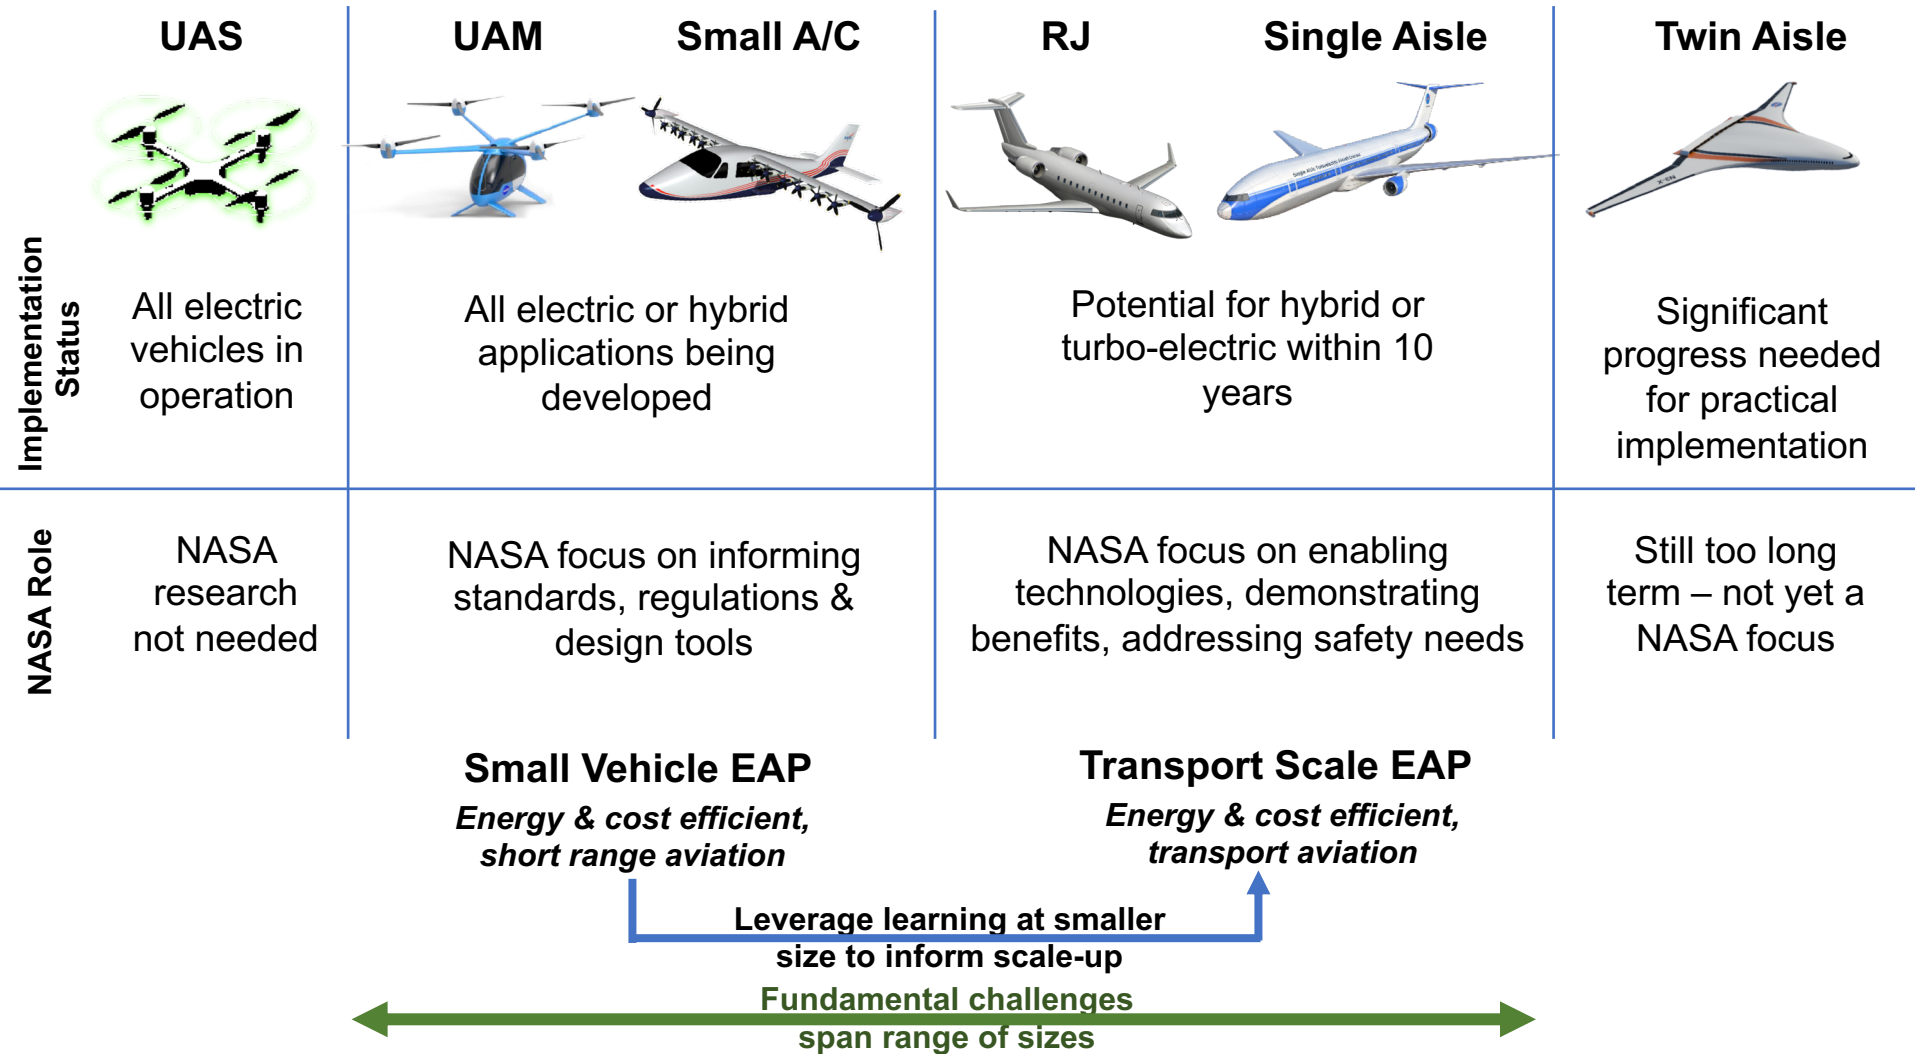 UAS
UAM
Small A/C
RJ
Single Aisle
Twin Aisle
Implementation
Status
All electric
vehicles in
operation
All electric or hybrid
applications being
developed
Potential for hybrid or
turbo-electric within 10
years
Significant
progress needed
for practical
implementation
NASA Role
NASA
research
not needed
NASA focus on informing
standards, regulations &
design tools
NASA focus on enabling
technologies, demonstrating
benefits, addressing safety needs
Still too long
term – not yet a
NASA focus
Small Vehicle EAP
Energy & cost efficient,
short range aviation
Transport Scale EAP
Energy & cost efficient,
transport aviation
Leverage learning at smaller
size to inform scale-up
Fundamental challenges
span range of sizes